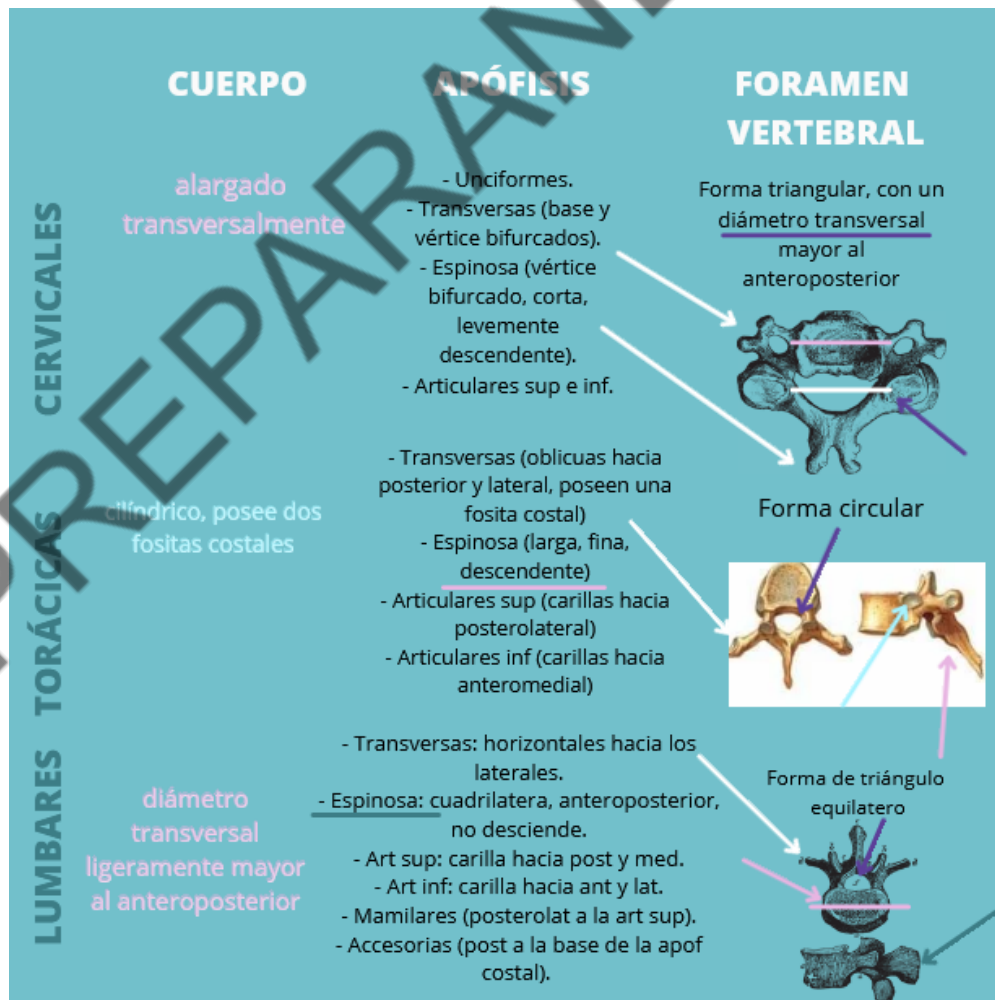 CUERPO
APÓFISIS
FORAMEN
VERTEBRAL
CERVICALES
alargado
transversalmente
- Unciformes.
- Transversas (base y
vértice bifurcados).
- Espinosa (vértice
bifurcado, corta,
levemente
descendente).
- Articulares sup e inf.
Forma triangular, con un
diámetro transversal
mayor al
anteroposterior
TORÁCICAS
cilíndrico, posee dos
fositas costales
- Transversas (oblicuas hacia
posterior y lateral, poseen una
fosita costal)
- Espinosa (larga, fina,
descendente)
- Articulares sup (carillas hacia
posterolateral)
- Articulares inf (carillas hacia
anteromedial)
Forma circular
LUMBARES
diámetro
transversal
ligeramente mayor
al anteroposterior
- Transversas: horizontales hacia los
laterales.
- Espinosa: cuadrilatera, anteroposterior,
no desciende.
- Art sup: carilla hacia post y med.
- Art inf: carilla hacia ant y lat.
- Mamilares (posterolat a la art sup).
- Accesorias (post a la base de la apof
costal).
Forma de triángulo
equilatero
PREPARAN